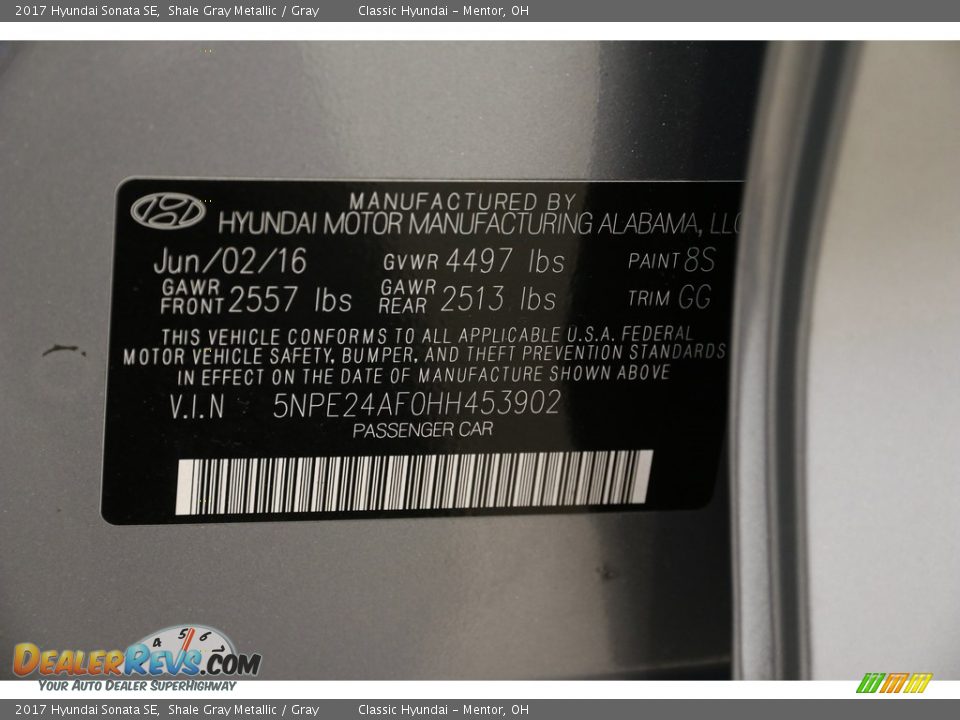 2017 Hyundai Sonata SE,  Shale Gray Metallic / Gray        Classic Hyundai - Mentor, OH
MANUFACTURED BY
HYUNDAI MOTOR MANUFACTURING ALABAMA, LLC
Jun/02/16 GVWR 4497 lbs PAINT 8S
GAWR FRONT 2557 lbs GAWR REAR 2513 lbs TRIM GG
THIS VEHICLE CONFORMS TO ALL APPLICABLE U.S.A. FEDERAL
MOTOR VEHICLE SAFETY, BUMPER, AND THEFT PREVENTION STANDARDS
IN EFFECT ON THE DATE OF MANUFACTURE SHOWN ABOVE
V.I.N 5NPE24AF0HH453902
PASSENGER CAR
4 5 6 7
DEALERREVS.COM
YOUR AUTO DEALER SUPERHIGHWAY
2017 Hyundai Sonata SE,  Shale Gray Metallic / Gray        Classic Hyundai - Mentor, OH